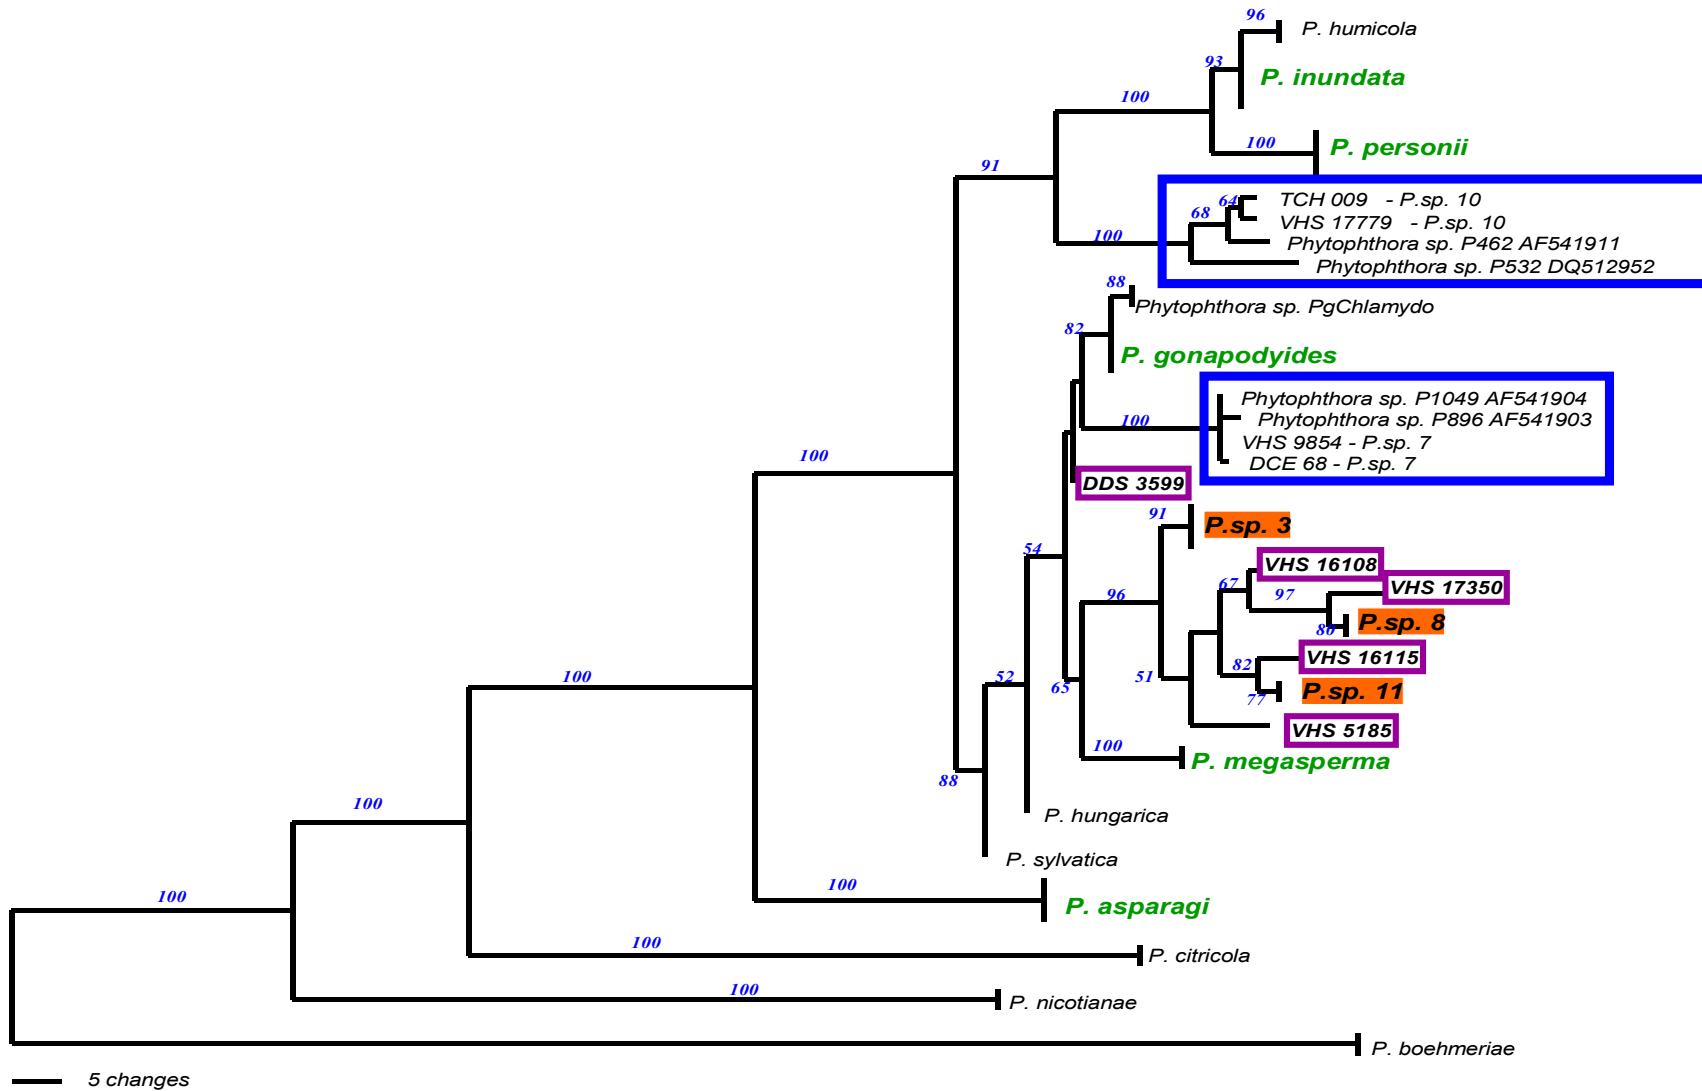 96
P. humicola
93
P. inundata
100
100
P. personii
91
TCH 009 - P.sp. 10
64
68
VHS 17779 - P.sp. 10
100
Phytophthora sp. P462 AF541911
Phytophthora sp. P532 DQ512952
88
Phytophthora sp. PgChlamydo
82
P. gonapodyides
Phytophthora sp. P1049 AF541904
100
Phytophthora sp. P896 AF541903
VHS 9854 - P.sp. 7
100
DCE 68 - P.sp. 7
DDS 3599
91
P.sp. 3
54
VHS 16108
67
97
VHS 17350
96
80
P.sp. 8
VHS 16115
82
100
52
65
51
77
P.sp. 11
VHS 5185
100
P. megasperma
88
100
P. hungarica
P. sylvatica
100
100
P. asparagi
100
P. citricola
100
P. nicotianae
P. boehmeriae
5 changes